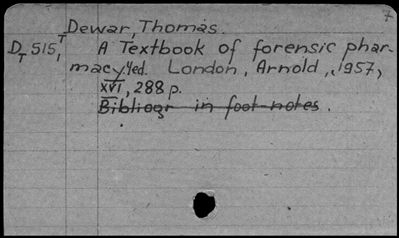 7
Dewar, Thomas.
D T 515, T A Textbook of forensic phar-
macy. 4ed. London, Arnold, 1957,
XVI, 288 p.
Bibliogr in foot-notes.